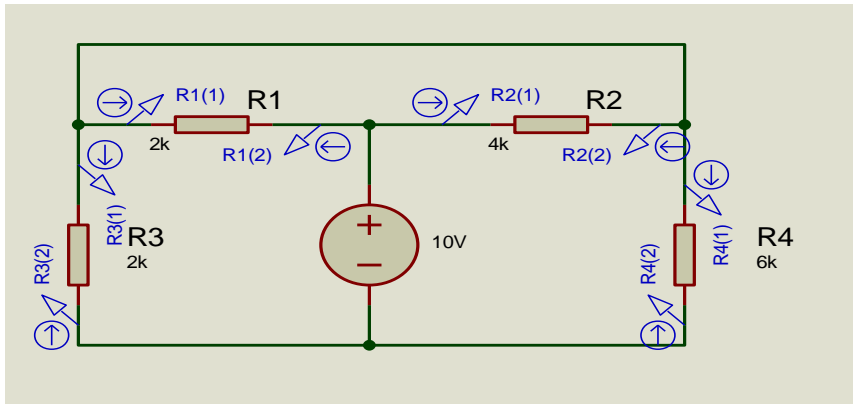 R1(1)
R1
R2(1)
R2
2k
R1(2)
4k
R2(2)
R3(1)
R3
2k
R3(2)
+
10V
R4(1)
R4
6k
R4(2)